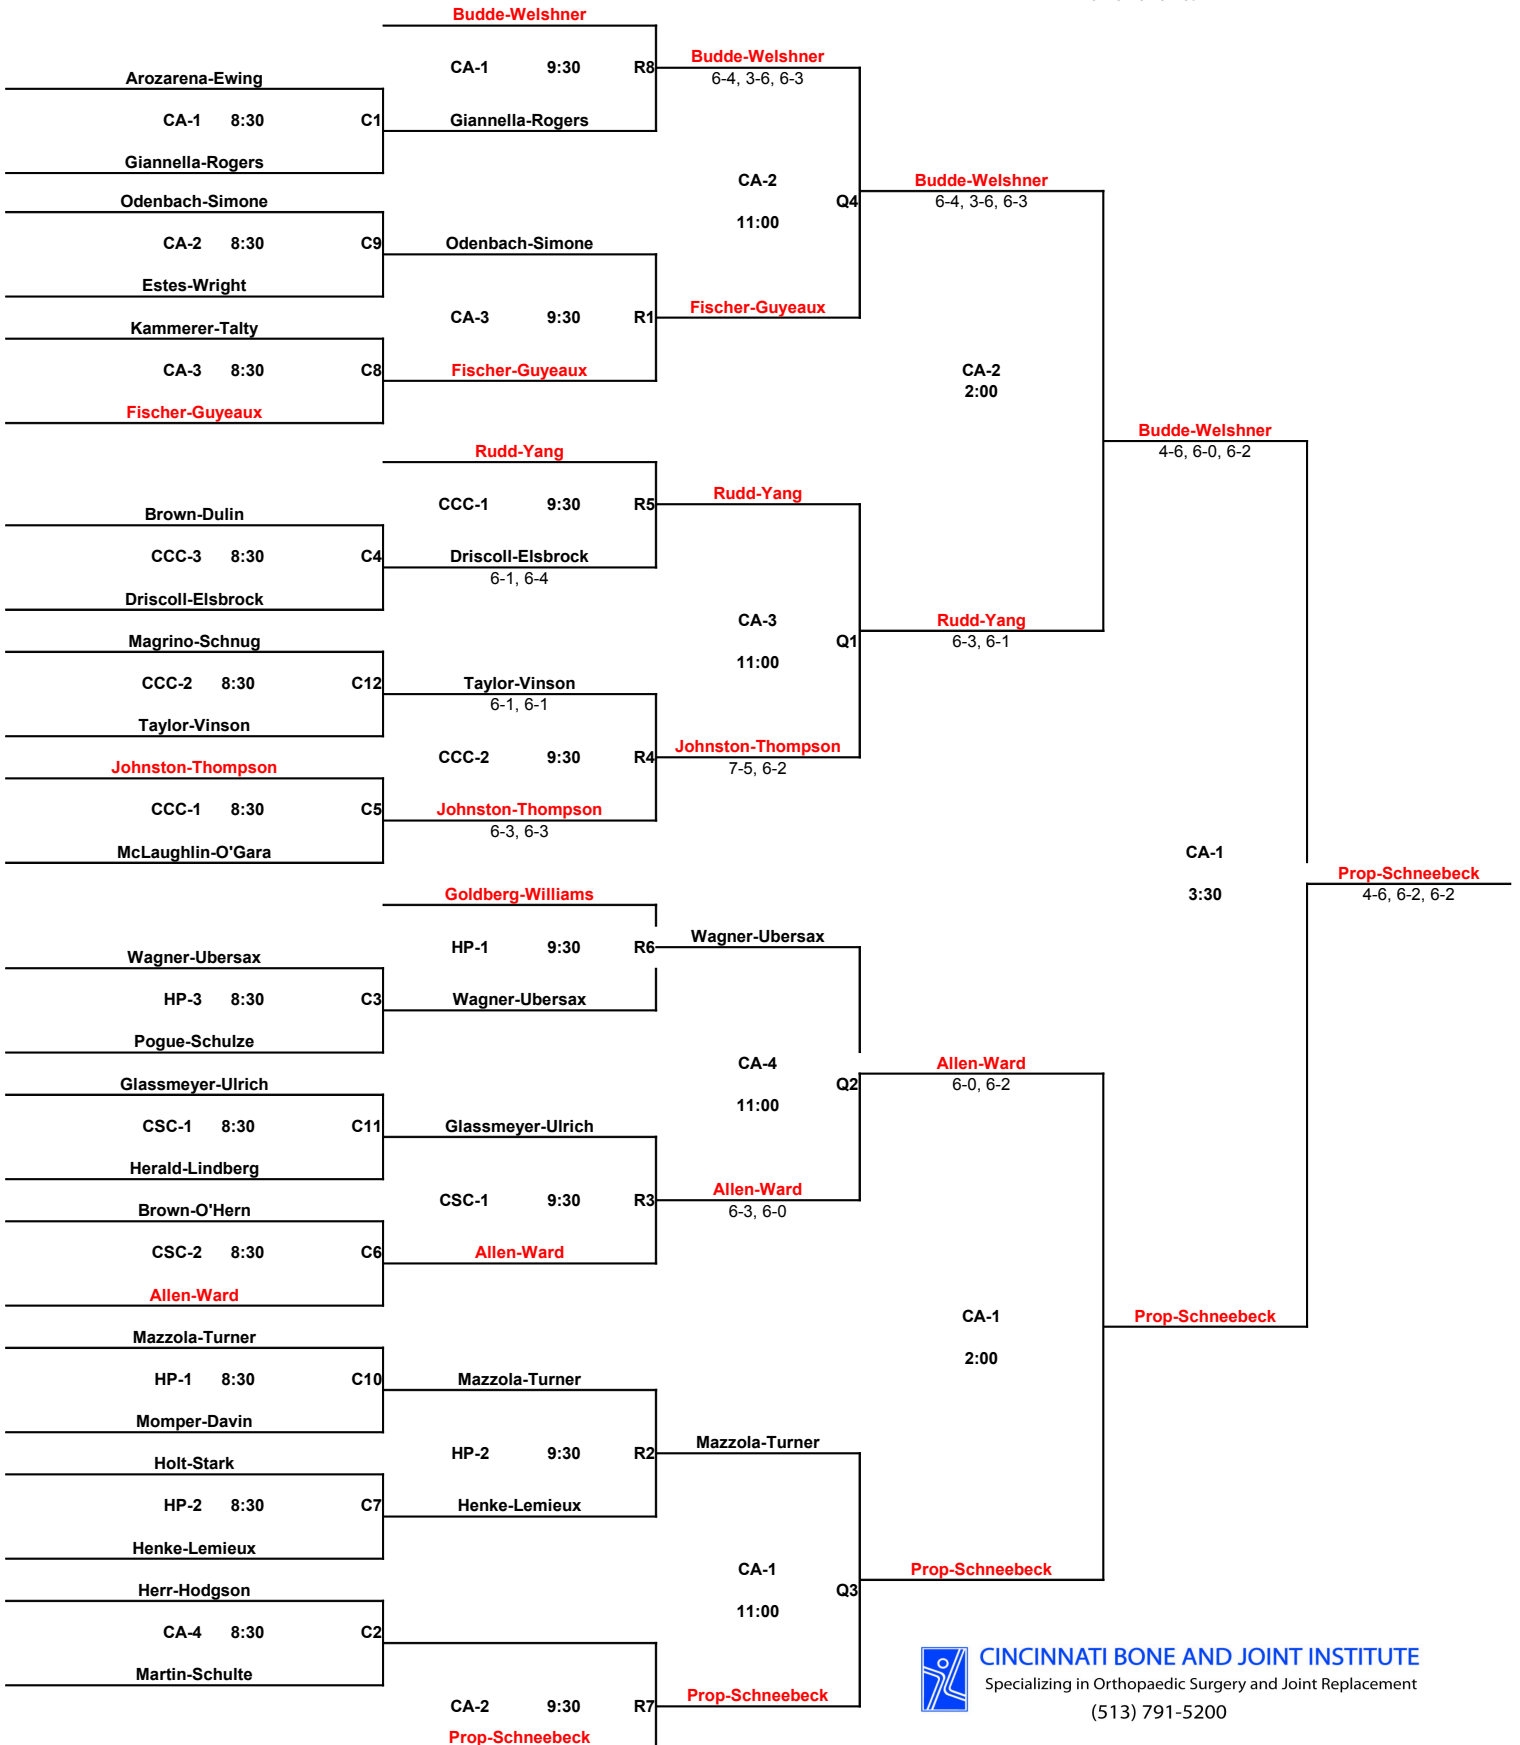 Budde-Welshner
CA-1 9:30 R8
Budde-Welshner
6-4, 3-6, 6-3
Arozarena-Ewing
CA-1 8:30 C1
Giannella-Rogers
Giannella-Rogers
CA-2
11:00
Q4
Budde-Welshner
6-4, 3-6, 6-3
Odenbach-Simone
CA-2 8:30 C9
Odenbach-Simone
Estes-Wright
CA-3 9:30 R1
Fischer-Guyeaux
Kammerer-Talty
CA-3 8:30 C8
Fischer-Guyeaux
Fischer-Guyeaux
CA-2
2:00
Budde-Welshner
4-6, 6-0, 6-2
Rudd-Yang
CCC-1 9:30 R5
Rudd-Yang
Brown-Dulin
CCC-3 8:30 C4
Driscoll-Elsbrock
6-1, 6-4
Driscoll-Elsbrock
CA-3
11:00
Q1
Rudd-Yang
6-3, 6-1
Magrino-Schnug
CCC-2 8:30 C12
Taylor-Vinson
6-1, 6-1
Taylor-Vinson
CCC-2 9:30 R4
Johnston-Thompson
7-5, 6-2
Johnston-Thompson
CCC-1 8:30 C5
Johnston-Thompson
6-3, 6-3
McLaughlin-O'Gara
CA-1
3:30
Prop-Schneebeck
4-6, 6-2, 6-2
Goldberg-Williams
HP-1 9:30 R6
Wagner-Ubersax
Wagner-Ubersax
HP-3 8:30 C3
Wagner-Ubersax
Pogue-Schulze
CA-4
11:00
Q2
Allen-Ward
6-0, 6-2
Glassmeyer-Ulrich
CSC-1 8:30 C11
Glassmeyer-Ulrich
Herald-Lindberg
CSC-1 9:30 R3
Allen-Ward
6-3, 6-0
Brown-O'Hern
CSC-2 8:30 C6
Allen-Ward
Allen-Ward
CA-1
2:00
Prop-Schneebeck
Mazzola-Turner
HP-1 8:30 C10
Mazzola-Turner
Momper-Davin
HP-2 9:30 R2
Mazzola-Turner
Holt-Stark
HP-2 8:30 C7
Henke-Lemieux
Henke-Lemieux
CA-1
11:00
Q3
Prop-Schneebeck
Herr-Hodgson
CA-4 8:30 C2
Martin-Schulte
CA-2 9:30 R7
Prop-Schneebeck
Prop-Schneebeck
CINCINNATI BONE AND JOINT INSTITUTE
Specializing in Orthopaedic Surgery and Joint Replacement
(513) 791-5200